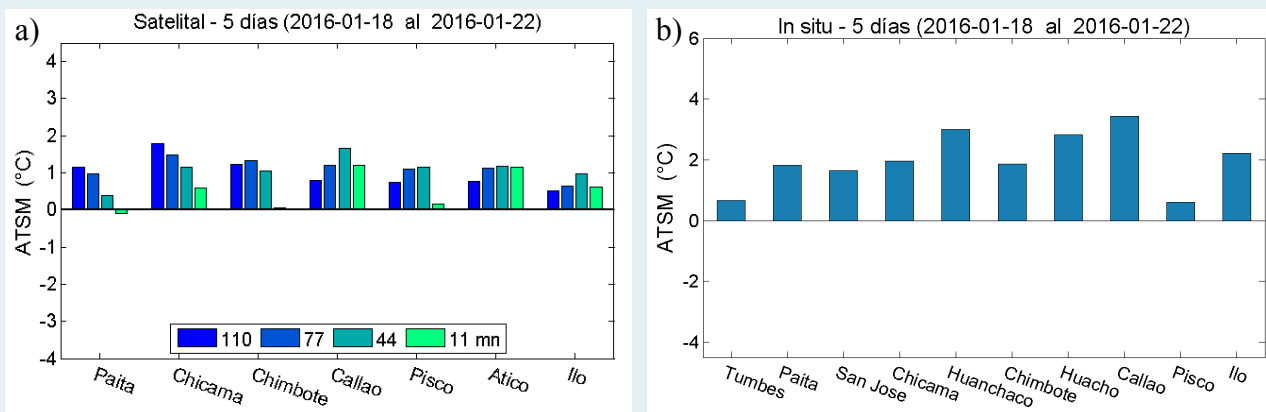 a)
Satelital - 5 días (2016-01-18 al 2016-01-22)
ATSM (°C)
4
3
2
1
0
-1
-2
-3
-4
110 77 44 11 mn
Paita Chicama Chimbote Callao Pisco Atico Ilo
b)
In situ - 5 días (2016-01-18 al 2016-01-22)
ATSM (°C)
6
4
2
0
-2
-4
Tumbes Paita San Jose Chicama Huanchaco Chimbote Huacho Callao Pisco Ilo